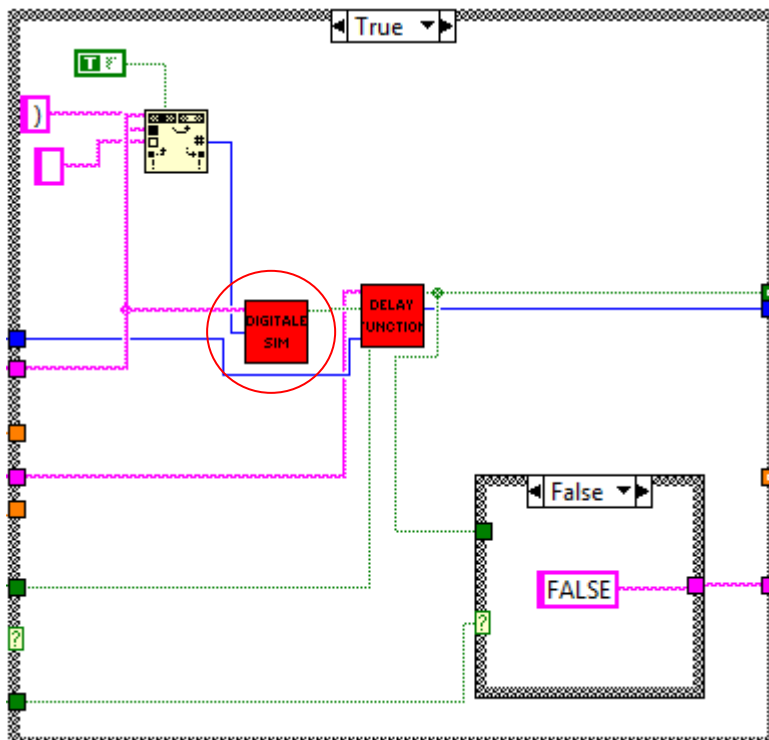 True
T
)
#
DIGITALE
SIM
DELAY
FUNCTION
False
?
FALSE
?